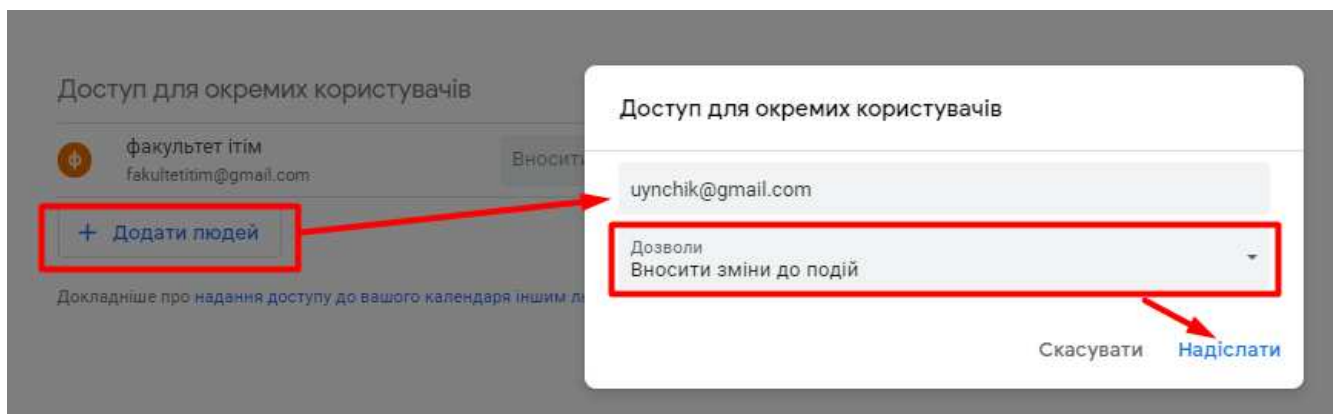 Доступ для окремих користувачів
ф
факультет ітім
fakultetitim@gmail.com
Вносити
+ Додати людей
Докладніше про надання доступу до вашого календаря іншим
Доступ для окремих користувачів
uynchik@gmail.com
Дозволи
Вносити зміни до подій
Скасувати Надіслати